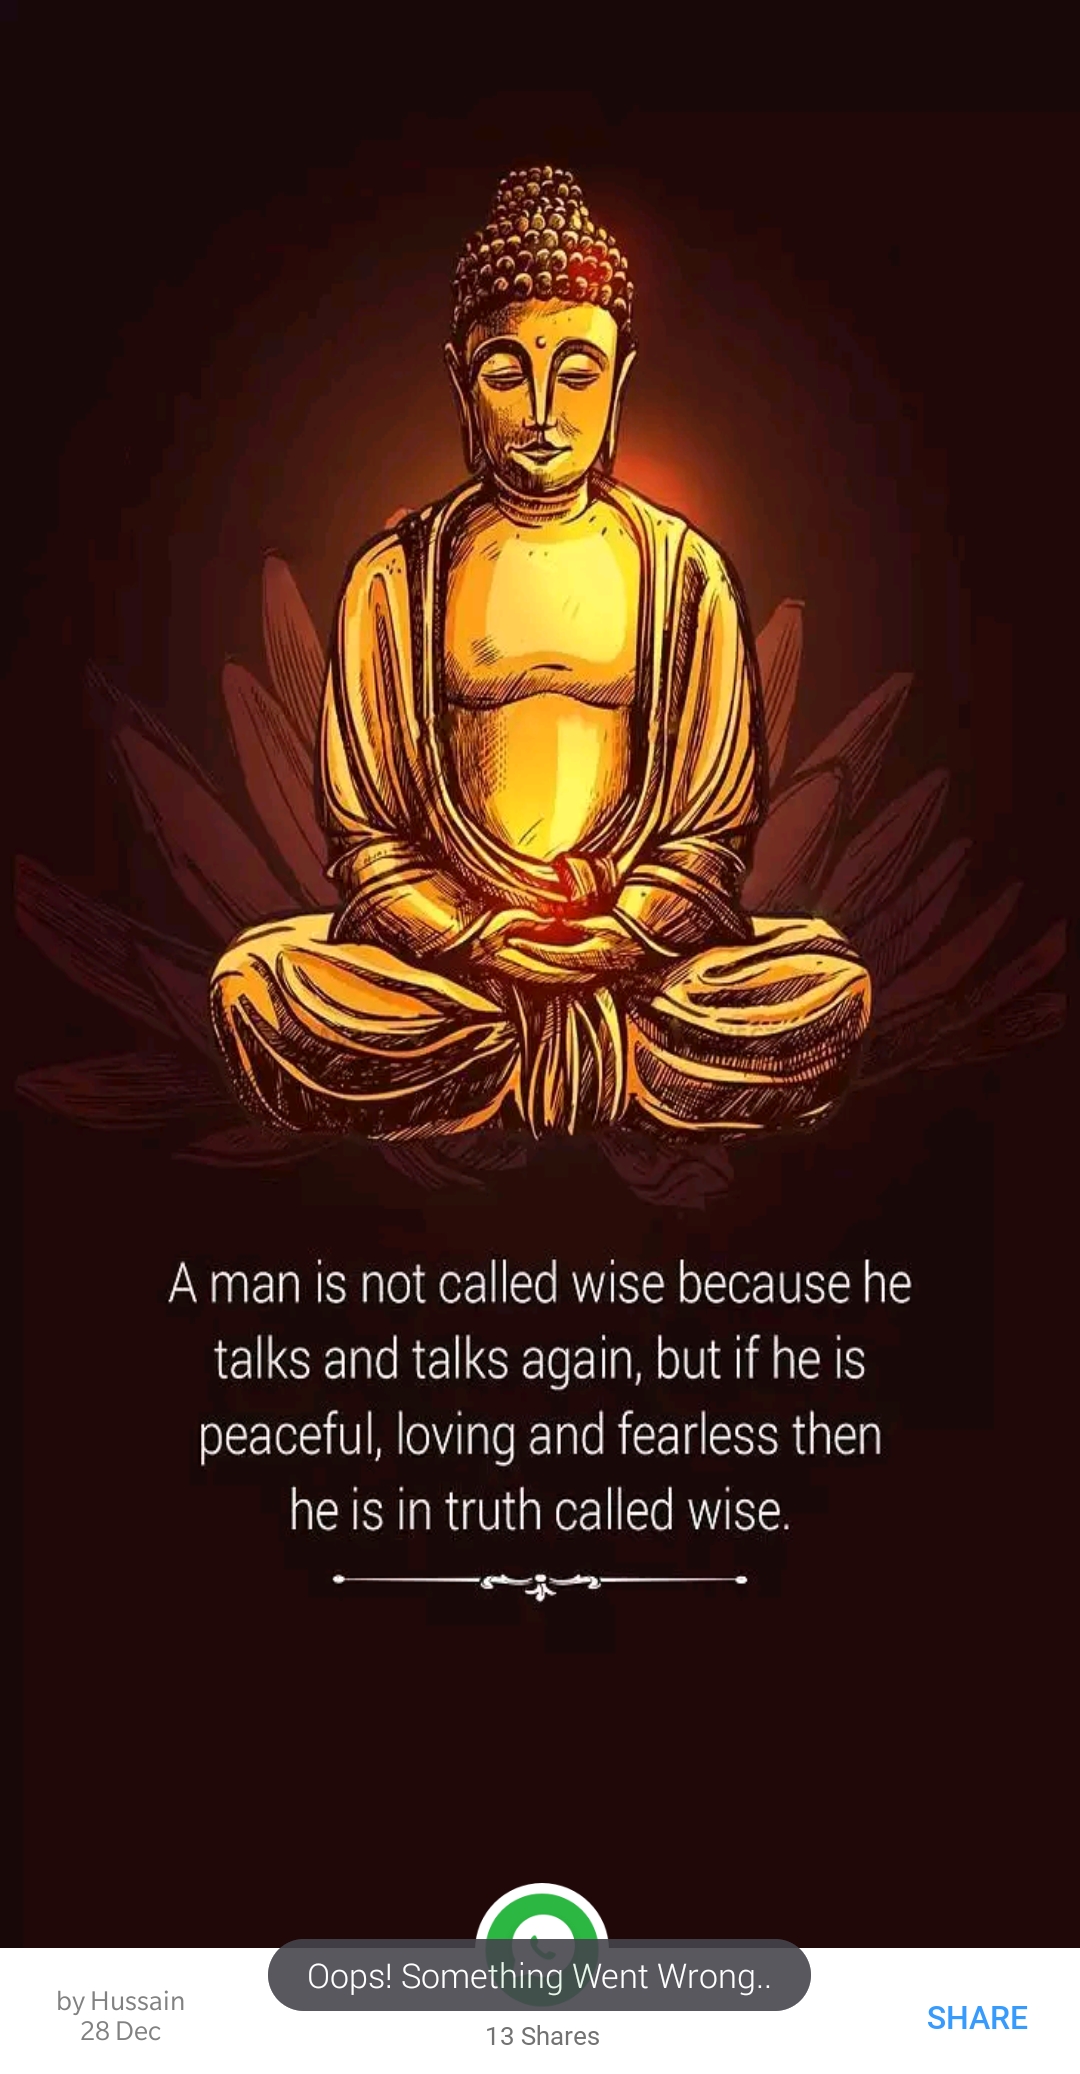 A man is not called wise because he
talks and talks again, but if he is
peaceful, loving and fearless then
he is in truth called wise.
Oops! Something Went Wrong..
by Hussain
28 Dec
13 Shares
SHARE